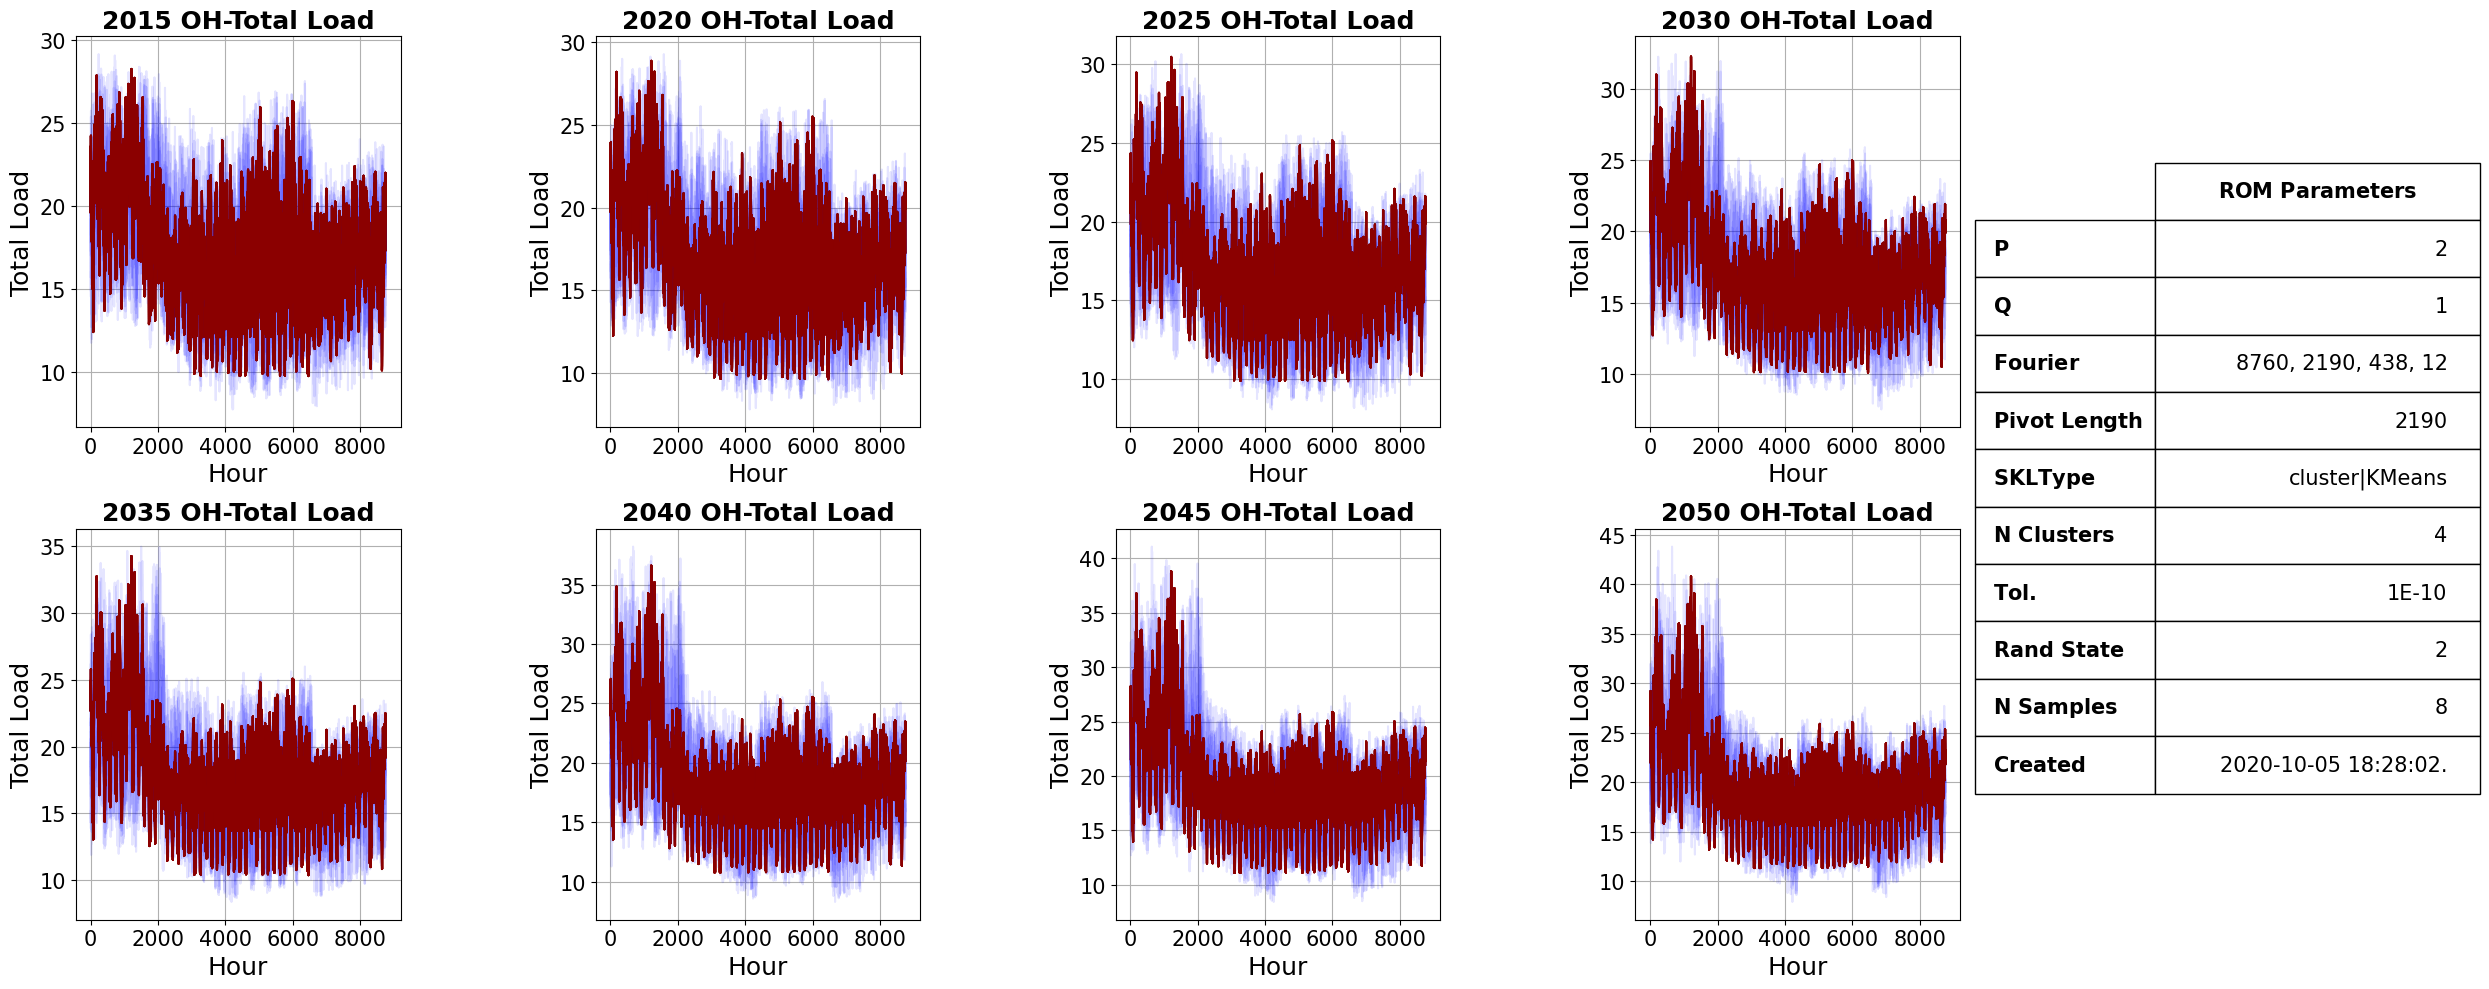 2015 OH-Total Load
Total Load
30
25
20
15
10
0 2000 4000 6000 8000
Hour
2020 OH-Total Load
Total Load
30
25
20
15
10
0 2000 4000 6000 8000
Hour
2025 OH-Total Load
Total Load
30
25
20
15
10
0 2000 4000 6000 8000
Hour
2030 OH-Total Load
Total Load
30
25
20
15
10
0 2000 4000 6000 8000
Hour
2035 OH-Total Load
Total Load
35
30
25
20
15
10
0 2000 4000 6000 8000
Hour
2040 OH-Total Load
Total Load
35
30
25
20
15
10
0 2000 4000 6000 8000
Hour
2045 OH-Total Load
Total Load
40
35
30
25
20
15
10
0 2000 4000 6000 8000
Hour
2050 OH-Total Load
Total Load
45
40
35
30
25
20
15
10
0 2000 4000 6000 8000
Hour
ROM Parameters
P 2
Q 1
Fourier 8760, 2190, 438, 12
Pivot Length 2190
SKLType cluster|KMeans
N Clusters 4
Tol. 1E-10
Rand State 2
N Samples 8
Created 2020-10-05 18:28:02.